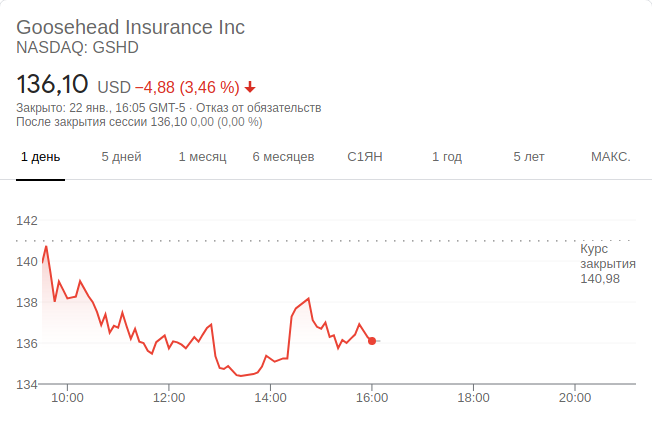 Goosehead Insurance Inc
NASDAQ: GSHD
136,10 USD −4,88 (3,46 %)
Закрыто: 22 янв., 16:05 GMT-5 · Отказ от обязательств
После закрытия сессии 136,10 0,00 (0,00 %)
1 день 5 дней 1 месяц 6 месяцев С1ЯН 1 год 5 лет МАКС.
142
Курс
140 закрытия
140,98
138
136
134
10:00 12:00 14:00 16:00 18:00 20:00